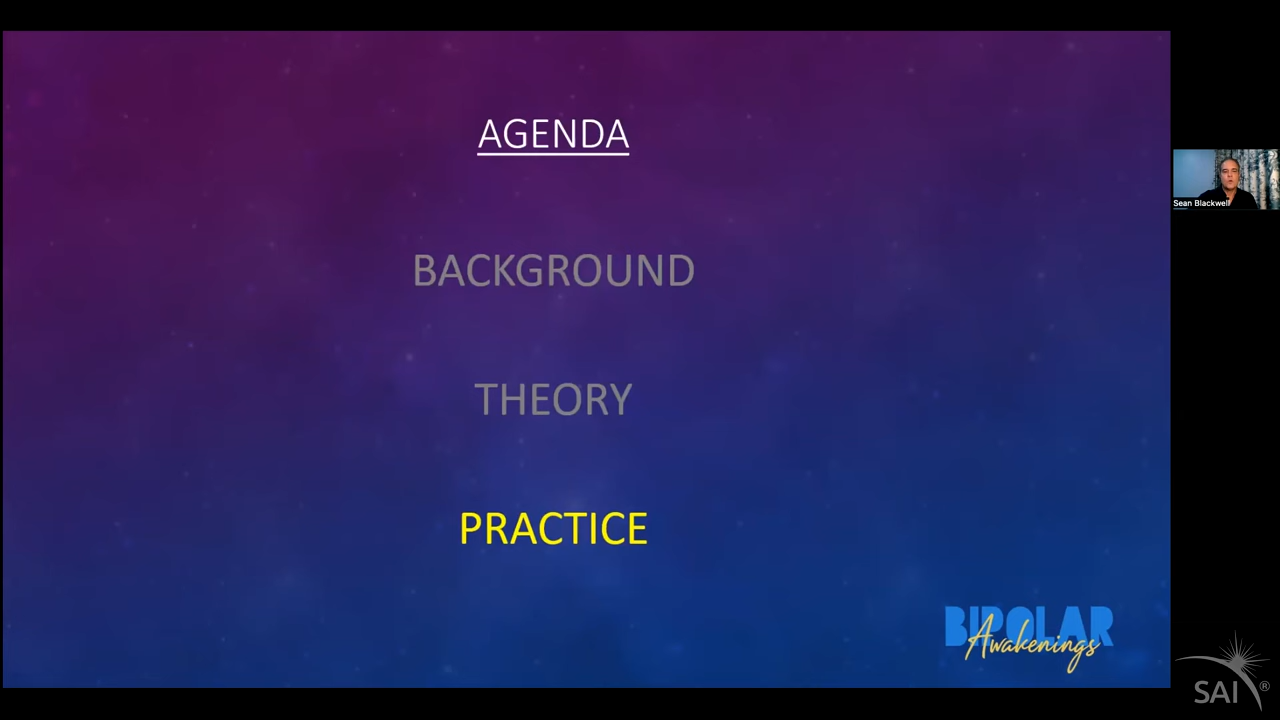 AGENDA
BACKGROUND
THEORY
PRACTICE
BIPOLAR
Awakenings
Sean Blackwell
SAI®